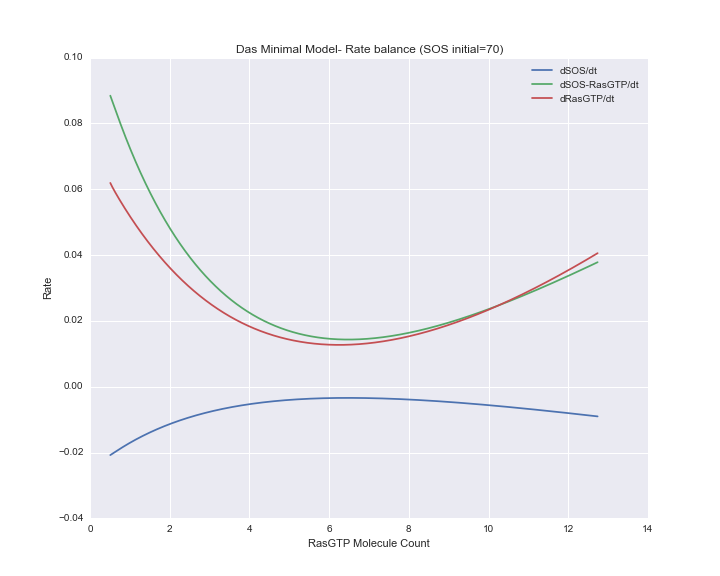 Das Minimal Model- Rate balance (SOS initial=70)
dSOS/dt
dSOS-RasGTP/dt
dRasGTP/dt
0.10
0.08
0.06
0.04
0.02
0.00
−0.02
−0.04
Rate
0 2 4 6 8 10 12 14
RasGTP Molecule Count